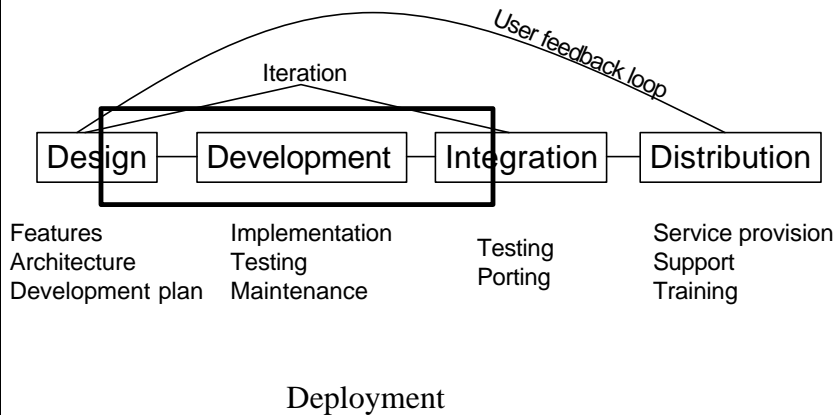 User feedback loop
Iteration
Design
Development
Integration
Distribution
Features
Architecture
Development plan
Implementation
Testing
Maintenance
Testing
Porting
Service provision
Support
Training
Deployment